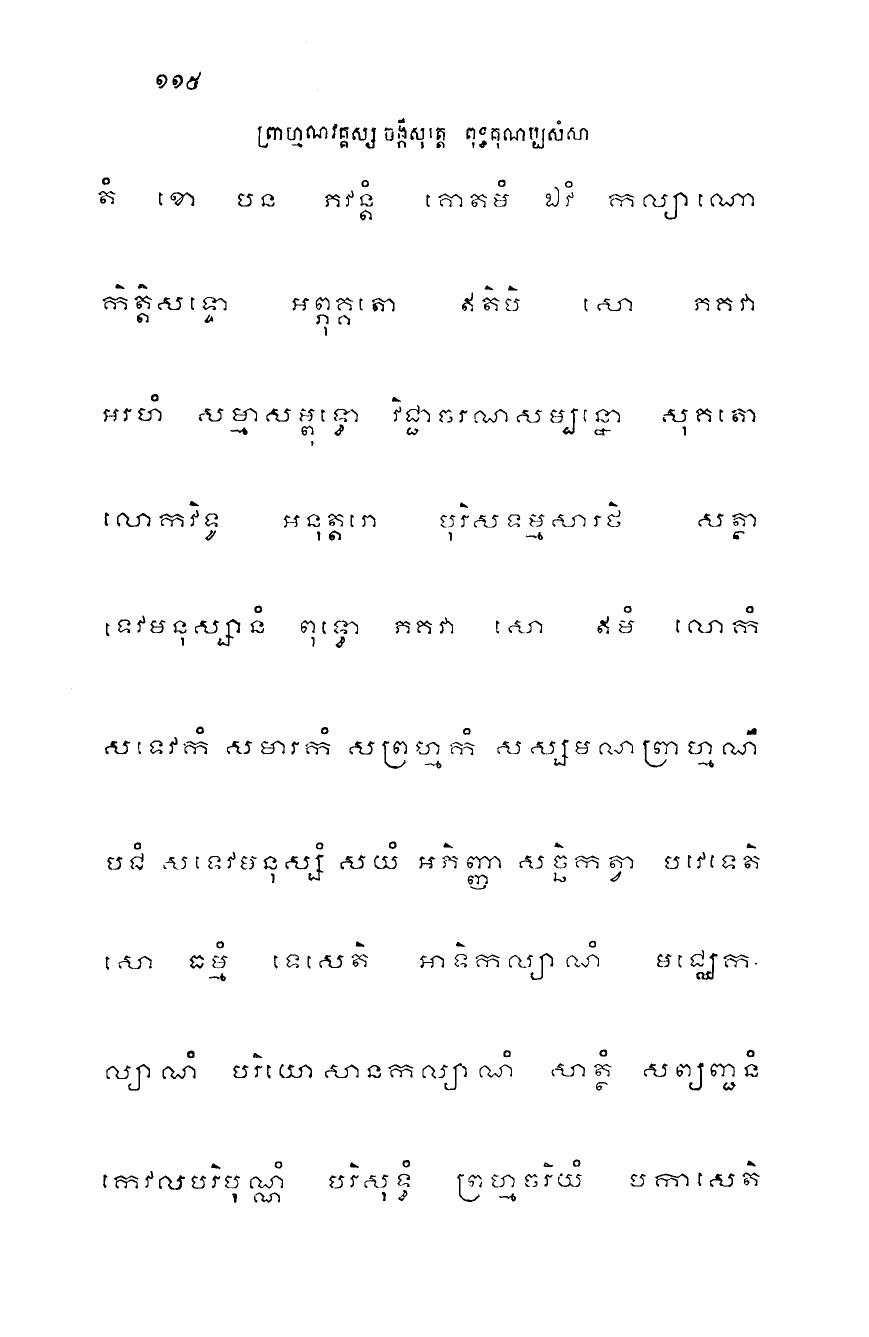 ១១៥
ព្រាហ្មណវគ្គស្ស ចង្កីសុត្តេ ពុទ្ធគុណប្បសំសា
តំ ខោ បន ភវន្តំ គោតមំ ឯវំ កល្យាណោ
កិត្តិសទ្ទោ អព្ភុគ្គតោ ឥតិបិ សោ ភគវា
អរហំ សម្មាសម្ពុទ្ធោ វិជ្ជាចរណសម្បន្នោ សុគតោ
លោកវិទូ អនុត្តរោ បុរិសទម្មសារថិ សត្ថា
ទេវមនុស្សានំ ពុទ្ធោ ភគវា សោ ឥមំ លោកំ
សទេវកំ សមារកំ សព្រហ្មកំ សស្សមណព្រាហ្មណឹ
បជំ សទេវមនុស្សំ សយំ អភិញ្ញា សច្ឆិកត្វា បវេទេតិ
សោ ធម្មំ ទេសេតិ អាទិកល្យាណំ មជ្ឈេក-
ល្យាណំ បរិយោសានកល្យាណំ សាត្ថំ សព្យញ្ជនំ
កេវលបរិបុណ្ណំ បរិសុទ្ធំ ព្រហ្មចរិយំ បកាសេតិ